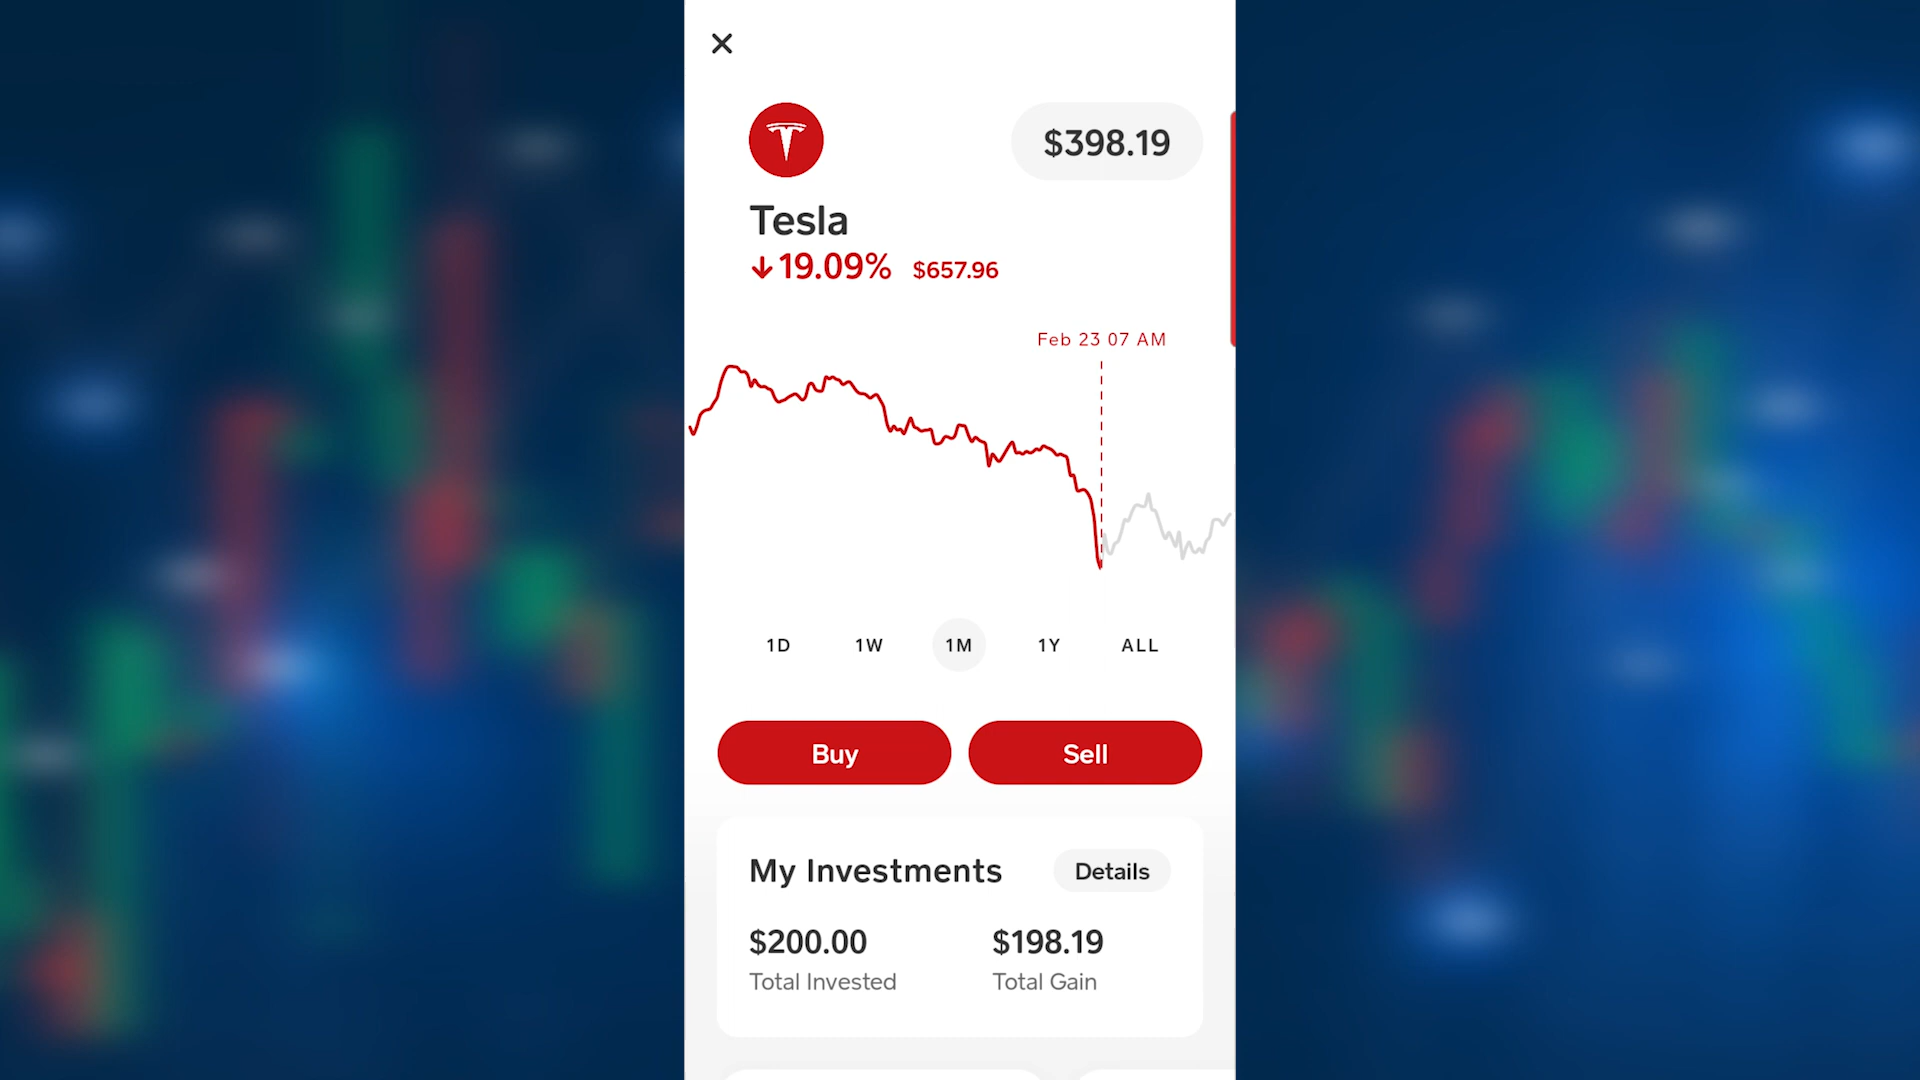 $398.19
Tesla
↓19.09% $657.96
Feb 23 07 AM
1D 1W 1M 1Y ALL
Buy Sell
My Investments Details
$200.00 $198.19
Total Invested Total Gain